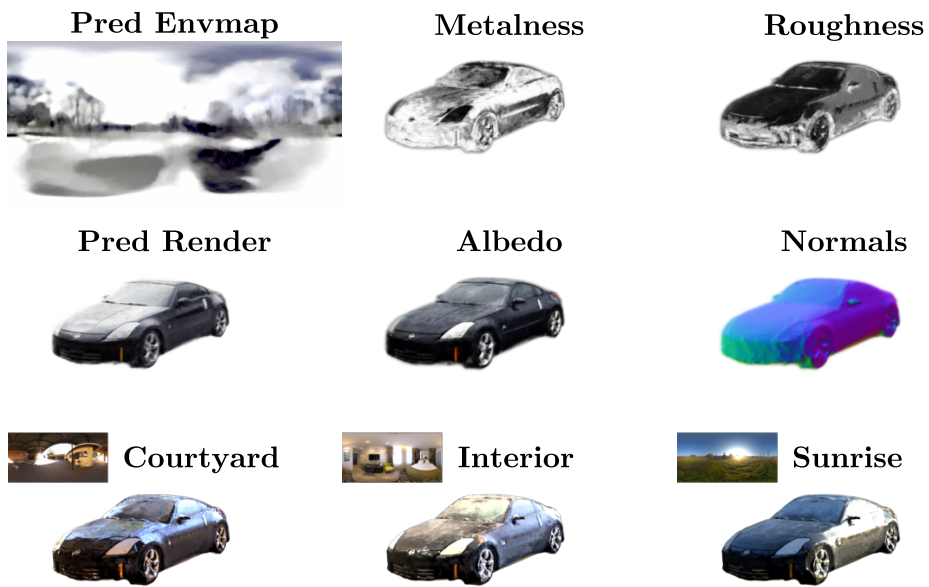 Pred Envmap
Metalness
Roughness
Pred Render
Albedo
Normals
Courtyard
Interior
Sunrise